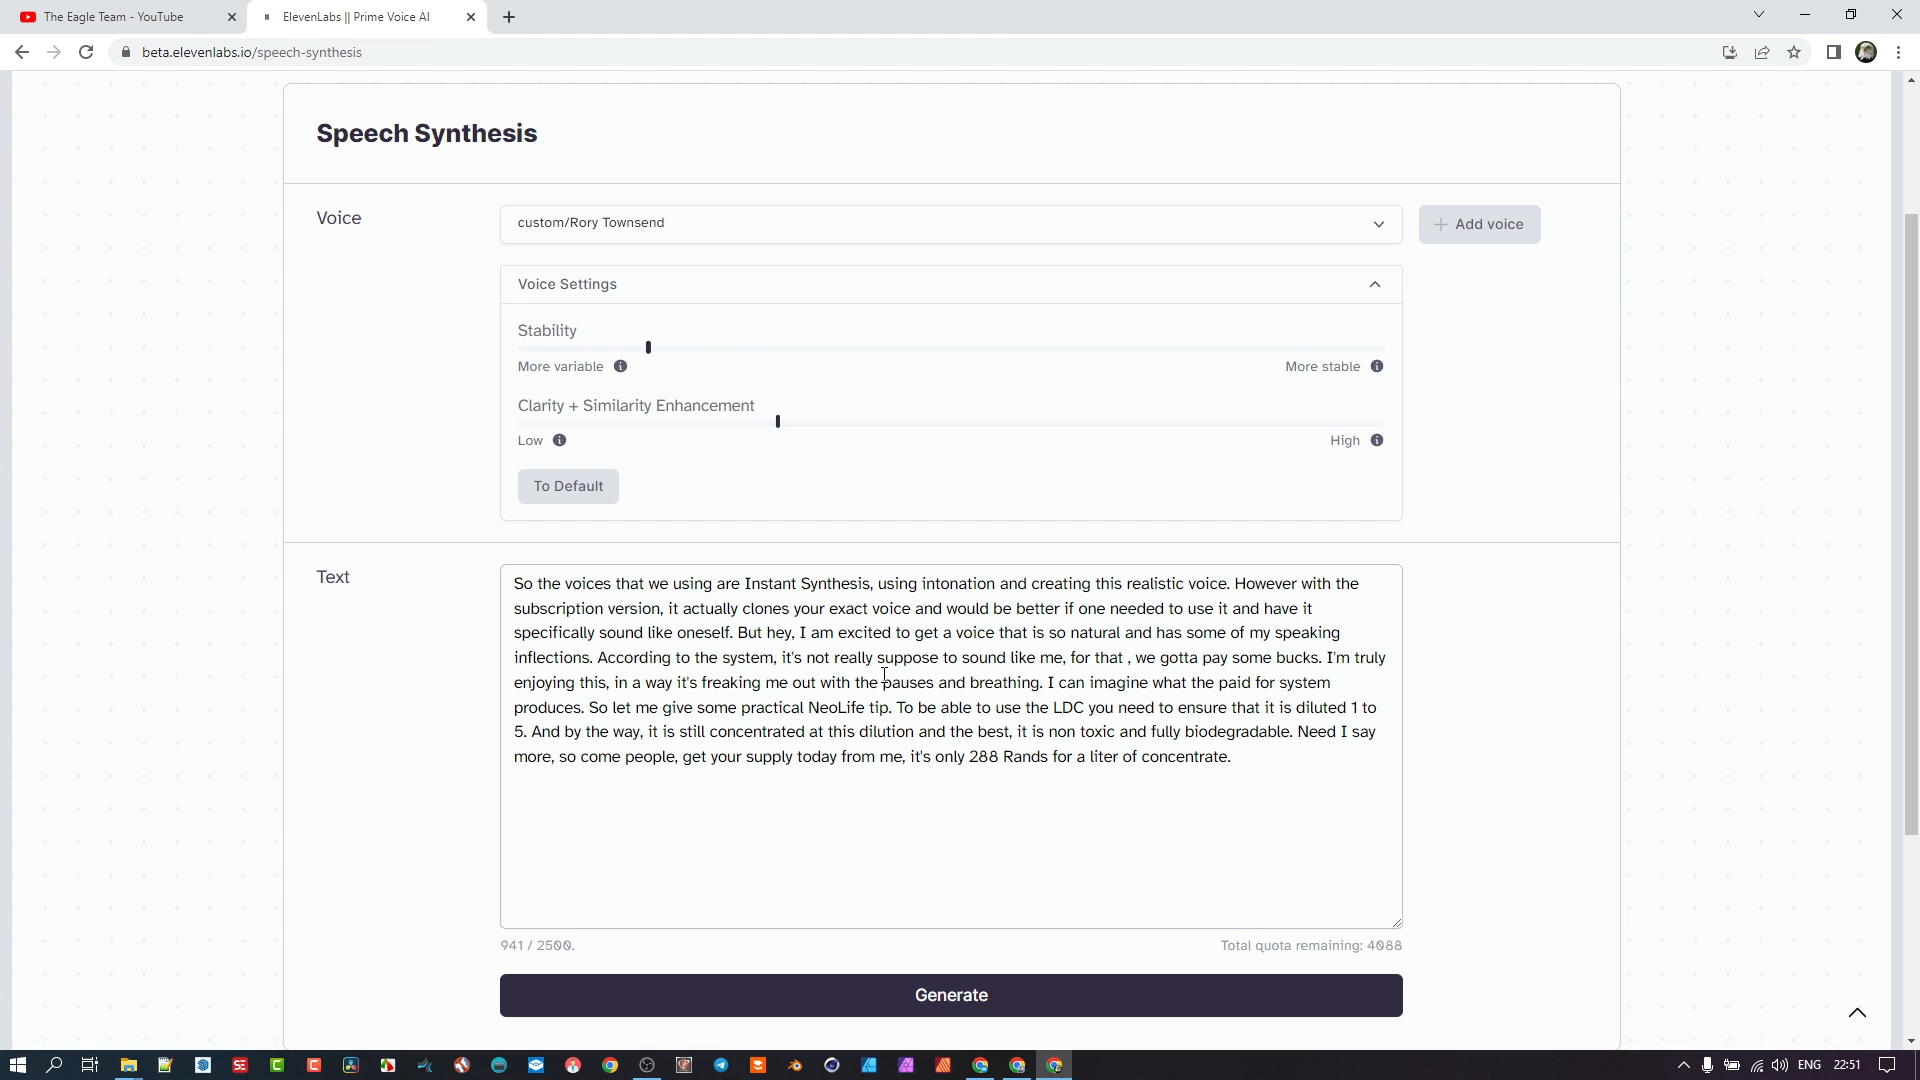 The Eagle Team - YouTube
ElevenLabs || Prime Voice AI
beta.elevenlabs.io/speech-synthesis
Speech Synthesis
Voice
custom/Rory Townsend
Add voice
Voice Settings
Stability
More variable
More stable
Clarity + Similarity Enhancement
Low
High
To Default
Text
So the voices that we using are Instant Synthesis, using intonation and creating this realistic voice. However with the
subscription version, it actually clones your exact voice and would be better if one needed to use it and have it
specifically sound like oneself. But hey, I am excited to get a voice that is so natural and has some of my speaking
inflections. According to the system, it's not really suppose to sound like me, for that , we gotta pay some bucks. I'm truly
enjoying this, in a way it's freaking me out with the pauses and breathing. I can imagine what the paid for system
produces. So let me give some practical NeoLife tip. To be able to use the LDC you need to ensure that it is diluted 1 to
5. And by the way, it is still concentrated at this dilution and the best, it is non toxic and fully biodegradable. Need I say
more, so come people, get your supply today from me, it's only 288 Rands for a liter of concentrate.
941 / 2500.
Total quota remaining: 4088
Generate
ENG
22:51